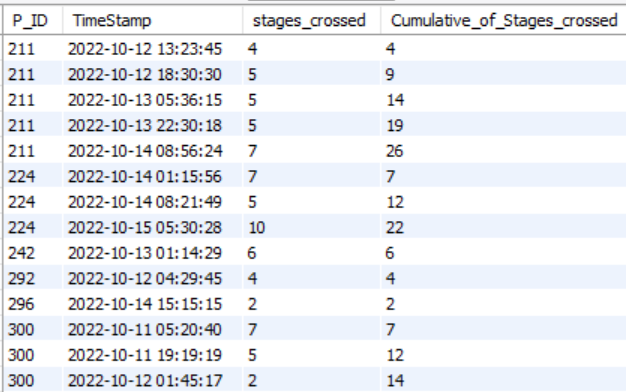 P_ID TimeStamp stages_crossed Cumulative_of_Stages_crossed
211 2022-10-12 13:23:45 4 4
211 2022-10-12 18:30:30 5 9
211 2022-10-13 05:36:15 5 14
211 2022-10-13 22:30:18 5 19
211 2022-10-14 08:56:24 7 26
224 2022-10-14 01:15:56 7 7
224 2022-10-14 08:21:49 5 12
224 2022-10-15 05:30:28 10 22
242 2022-10-13 01:14:29 6 6
292 2022-10-12 04:29:45 4 4
296 2022-10-14 15:15:15 2 2
300 2022-10-11 05:20:40 7 7
300 2022-10-11 19:19:19 5 12
300 2022-10-12 01:45:17 2 14